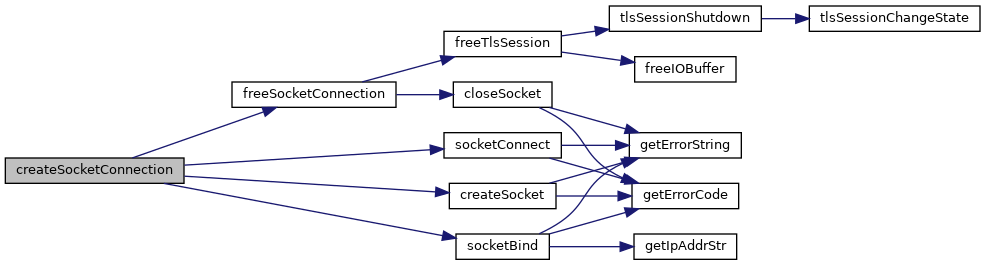 tlsSessionShutdown
tlsSessionChangeState
freeTlsSession
freeIOBuffer
freeSocketConnection
closeSocket
socketConnect
getErrorString
createSocketConnection
createSocket
getErrorCode
socketBind
getIpAddrStr